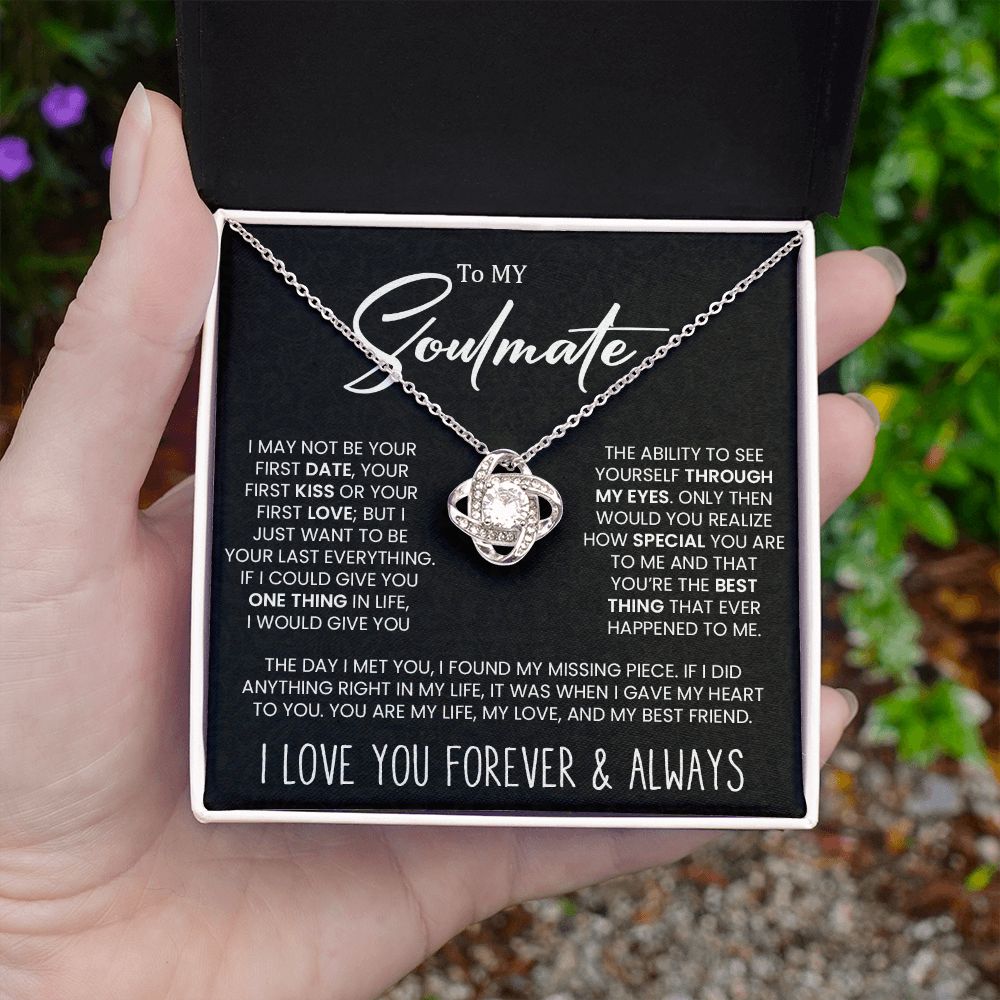 To MY
Soulmate
I MAY NOT BE YOUR
FIRST DATE, YOUR
FIRST KISS OR YOUR
FIRST LOVE; BUT I
JUST WANT TO BE
YOUR LAST EVERYTHING.
IF I COULD GIVE YOU
ONE THING IN LIFE,
I WOULD GIVE YOU
THE ABILITY TO SEE
YOURSELF THROUGH
MY EYES. ONLY THEN
WOULD YOU REALIZE
HOW SPECIAL YOU ARE
TO ME AND THAT
YOU'RE THE BEST
THING THAT EVER
HAPPENED TO ME.
THE DAY I MET YOU, I FOUND MY MISSING PIECE. IF I DID
ANYTHING RIGHT IN MY LIFE, IT WAS WHEN I GAVE MY HEART
TO YOU. YOU ARE MY LIFE, MY LOVE, AND MY BEST FRIEND.
I LOVE YOU FOREVER & ALWAYS